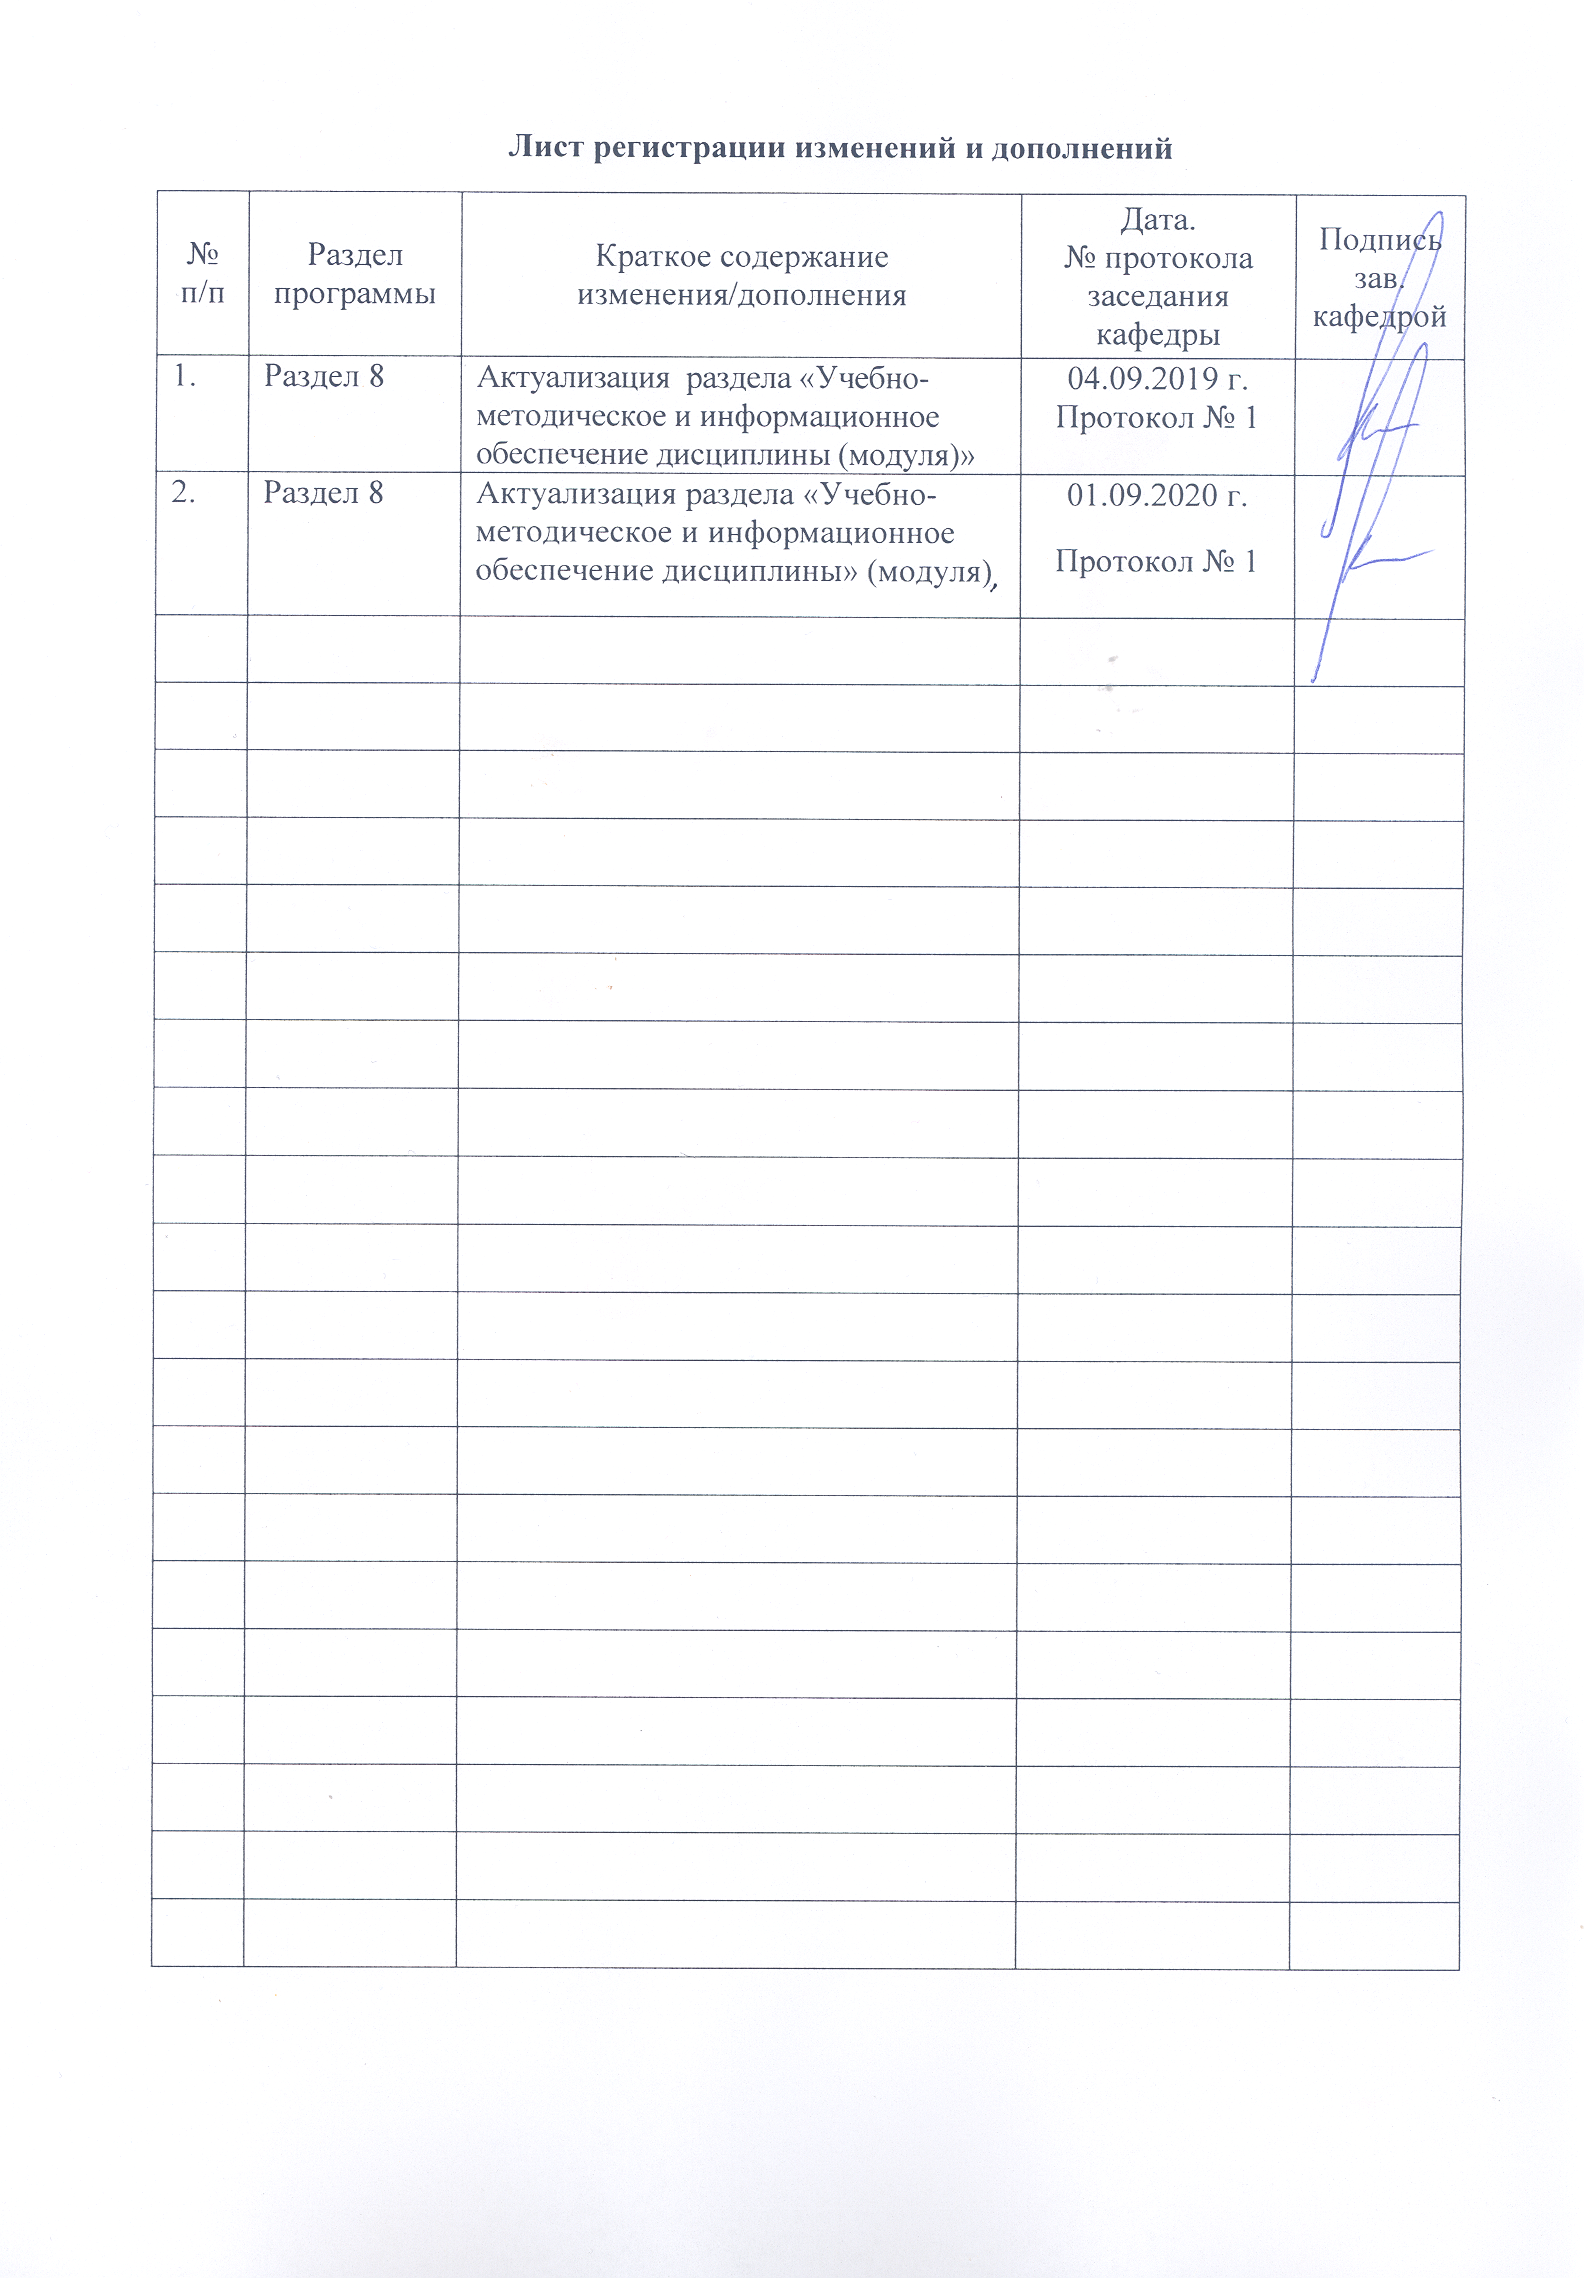 Лист регистрации изменений и дополнений
№
п/п
Раздел
программы
Краткое содержание
изменения/дополнения
Дата.
№ протокола
заседания
кафедры
Подпись
зав.
кафедрой
1.
Раздел 8
Актуализация  раздела «Учебно-
методическое и информационное
обеспечение дисциплины (модуля)»
04.09.2019 г.
Протокол № 1
2.
Раздел 8
Актуализация раздела «Учебно-
методическое и информационное
обеспечение дисциплины» (модуля),
01.09.2020 г.
Протокол № 1